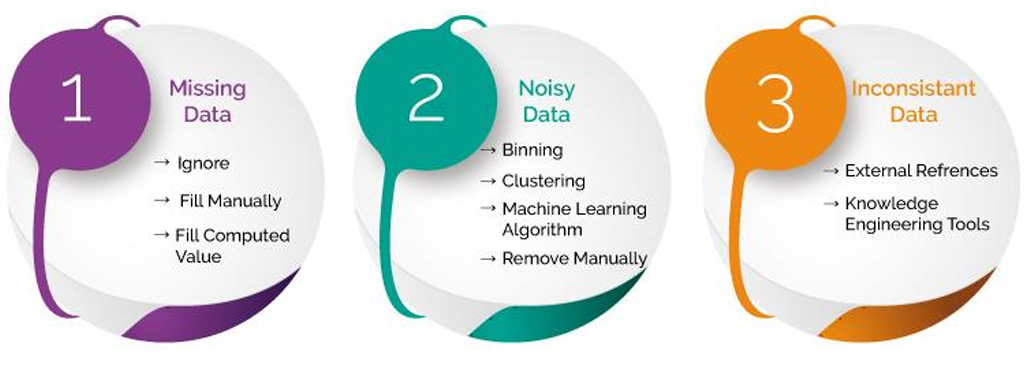 1
Missing
Data
→ Ignore
→ Fill Manually
→ Fill Computed
Value
2
Noisy
Data
→ Binning
→ Clustering
→ Machine Learning
Algorithm
→ Remove Manually
3
Inconsistant
Data
→ External Refrences
→ Knowledge
Engineering Tools